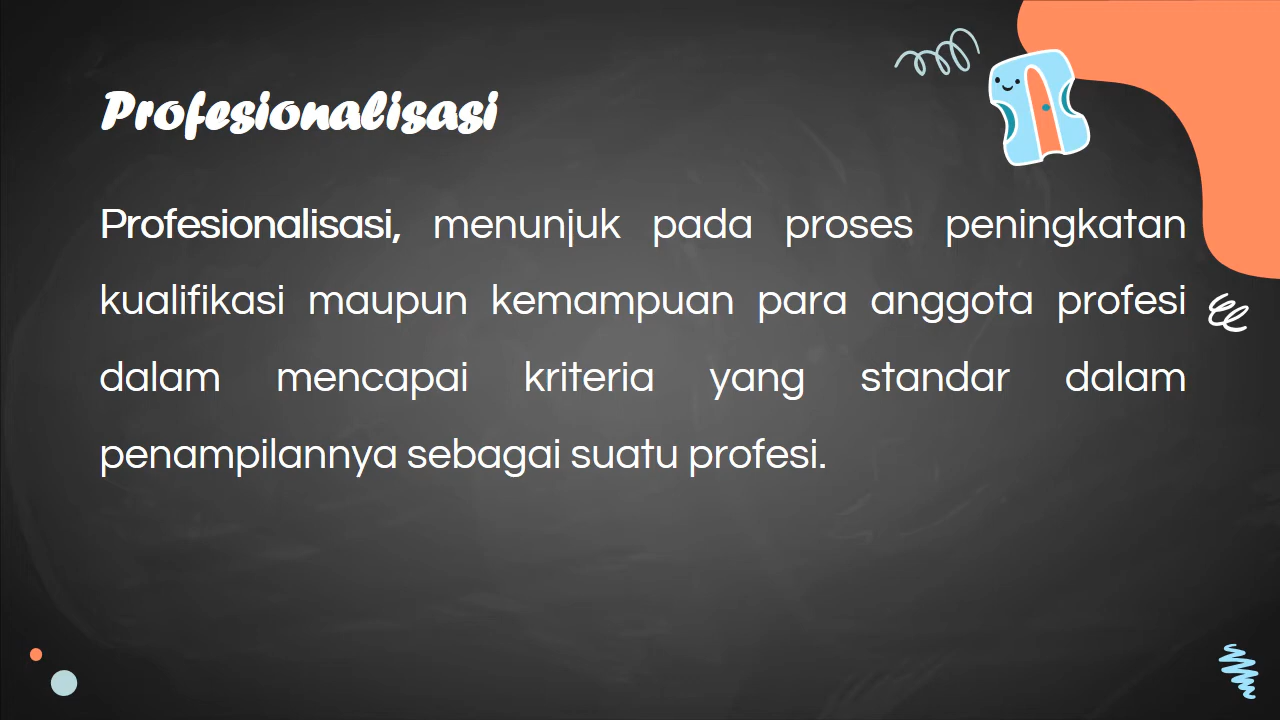 Profesionalisasi
Profesionalisasi, menunjuk pada proses peningkatan
kualifikasi maupun kemampuan para anggota profesi
dalam mencapai kriteria yang standar dalam
penampilannya sebagai suatu profesi.